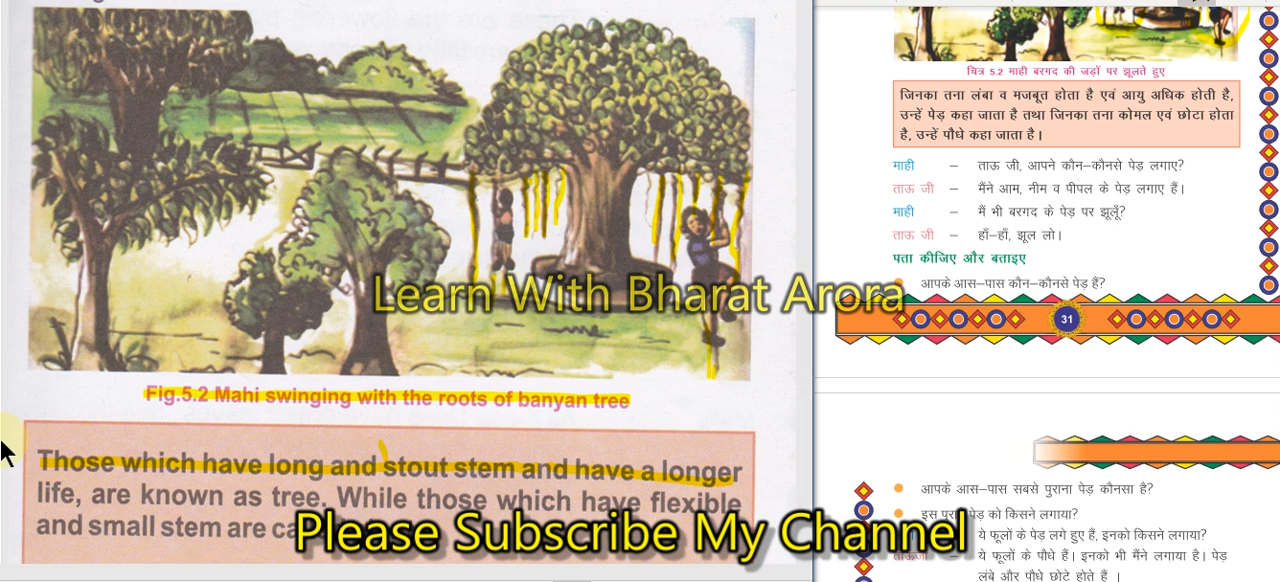 Fig.5.2 Mahi swinging with the roots of banyan tree
Those which have long and stout stem and have a longer
life, are known as tree. While those which have flexible
and small stem are
Learn With Bharat Arora
Please Subscribe My Channel
चित्र 5.2 माही बरगद की जड़ों पर झूलते हुए
जिनका तना लंबा व मजबूत होता है एवं आयु अधिक होती है,
उन्हें पेड़ कहा जाता है तथा जिनका तना कोमल एवं छोटा होता
है, उन्हें पौधे कहा जाता है।
माही – ताऊ जी, आपने कौन–कौनसे पेड़ लगाए?
ताऊ जी – मैंने आम, नीम व पीपल के पेड़ लगाए हैं।
माही – मैं भी बरगद के पेड़ पर झूलूँ?
ताऊ जी – हाँ–हाँ, झूल लो।
पता कीजिए और बताइए
आपके आस–पास कौन–कौनसे पेड़ हैं?
31
आपके आस–पास सबसे पुराना पेड़ कौनसा है?
इस पेड़ को किसने लगाया?
ये फूलों के पेड़ लगे हुए हैं, इनको किसने लगाया?
ताऊजी – ये फूलों के पौधे हैं। इनको भी मैंने लगाया है। पेड़
लंबे और पौधे छोटे होते हैं ।